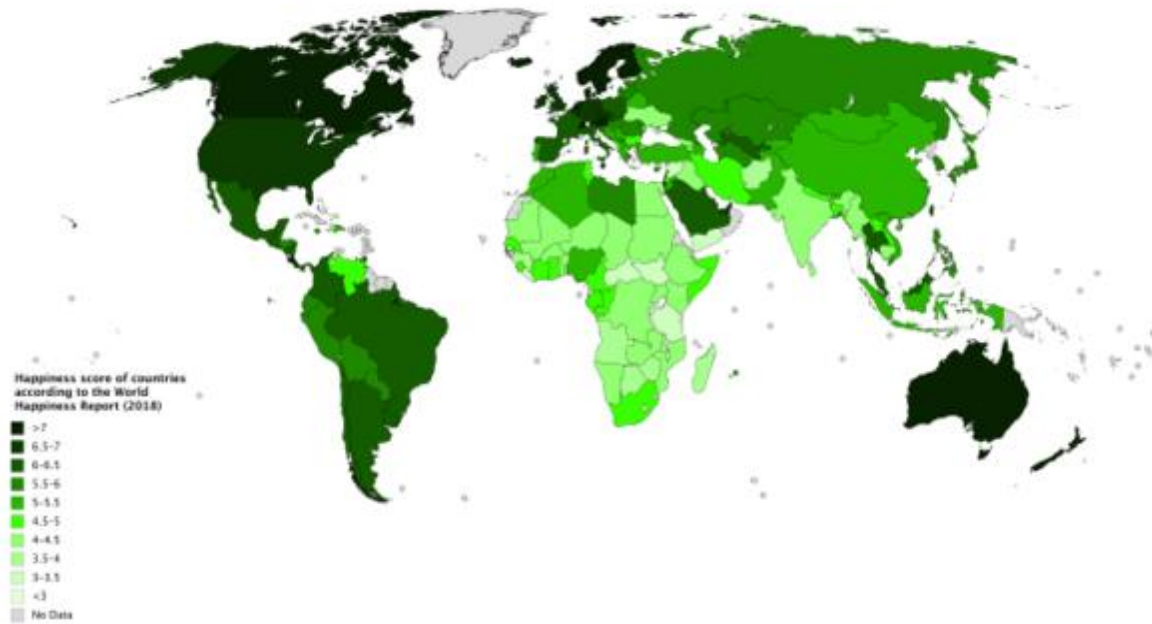 Happiness score of countries
according to the World
Happiness Report (2018)
>7
6.5-7
6-6.5
5.5-6
5-5.5
4.5-5
4-4.5
3.5-4
3-3.5
<3
No Data